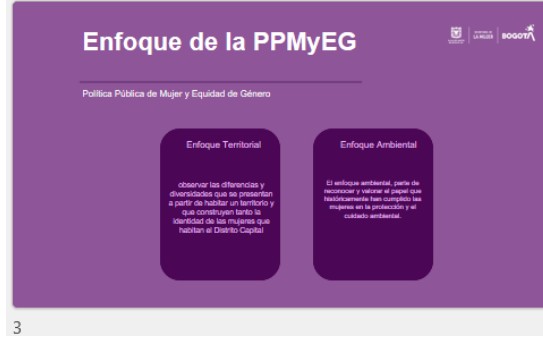 Enfoque de la PPMyEG
LA MUJER
BOGOTÁ
Política Pública de Mujer y Equidad de Género
Enfoque Territorial
observar las diferencias y
diversidades que se presentan
a partir de habitar un territorio y
que construyen tanto la
identidad de las mujeres que
habitan el Distrito Capital
Enfoque Ambiental
El enfoque ambiental, parte de
reconocer y valorar el papel que
históricamente han cumplido las
mujeres en la protección y el
cuidado ambiental.
3